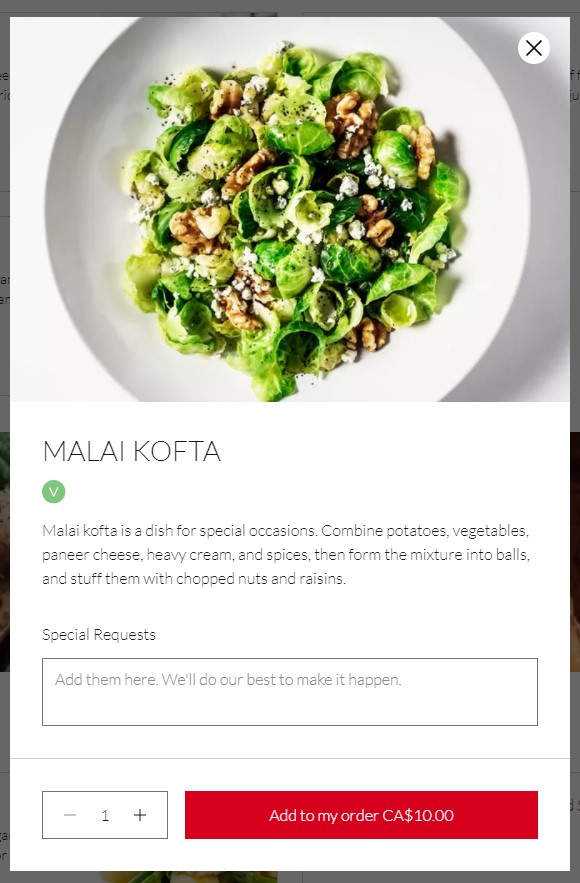 MALAI KOFTA
V
Malai kofta is a dish for special occasions. Combine potatoes, vegetables,
paneer cheese, heavy cream, and spices, then form the mixture into balls,
and stuff them with chopped nuts and raisins.
Special Requests
Add them here. We'll do our best to make it happen.
1
Add to my order CA$10.00